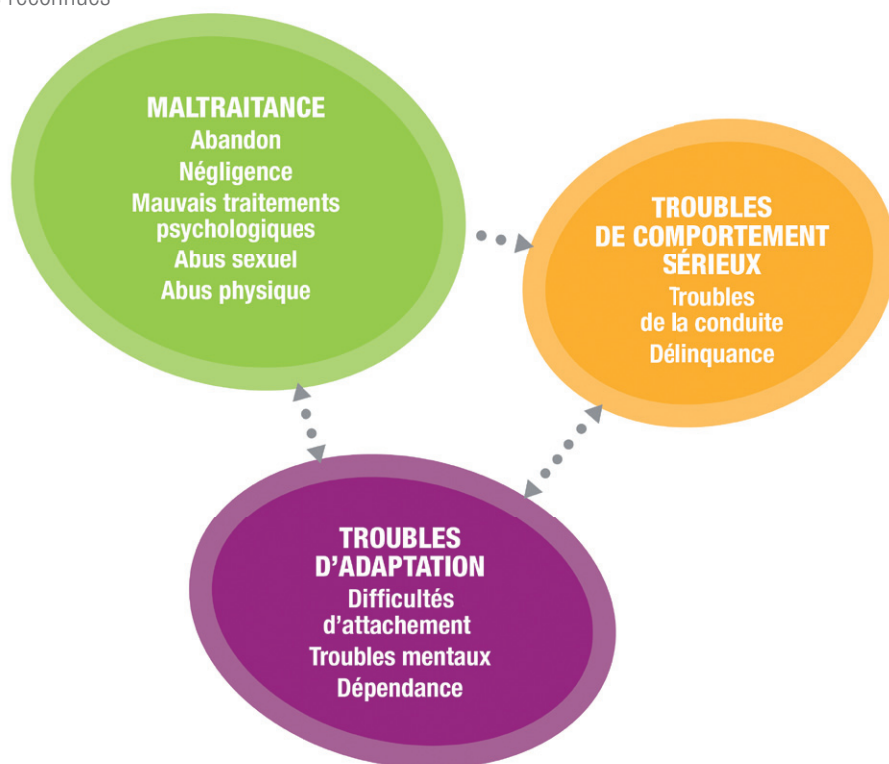 reconnues
MALTRAITANCE
Abandon
Négligence
Mauvais traitements
psychologiques
Abus sexuel
Abus physique
TROUBLES
DE COMPORTEMENT
SÉRIEUX
Troubles
de la conduite
Délinquance
TROUBLES
D’ADAPTATION
Difficultés
d’attachement
Troubles mentaux
Dépendance